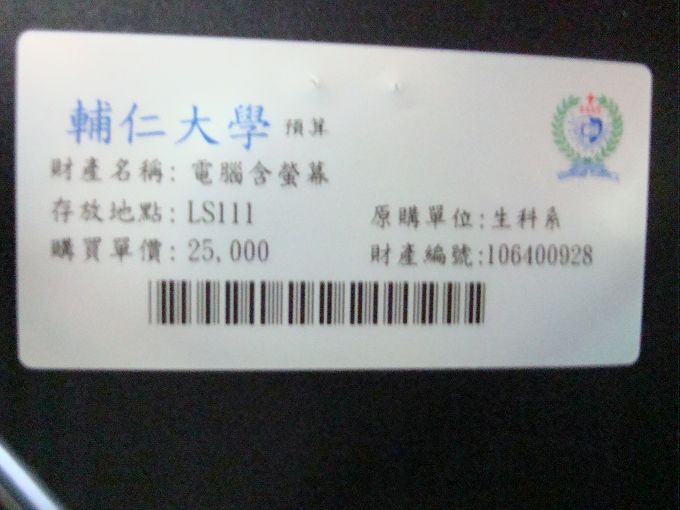 輔仁大學 預算
財產名稱: 電腦含螢幕
存放地點: LS111 原購單位:生科系
購買單價: 25,000 財產編號:106400928